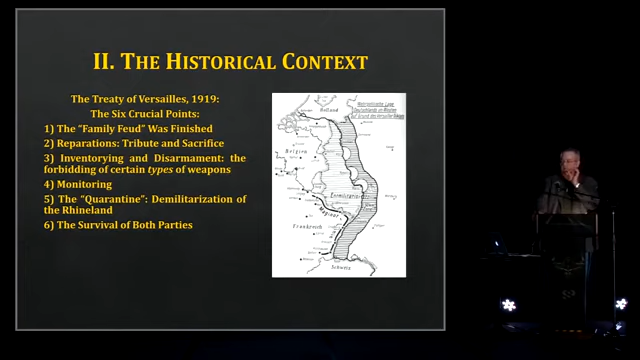 II. THE HISTORICAL CONTEXT
The Treaty of Versailles, 1919:
The Six Crucial Points:
1) The "Family Feud" Was Finished
2) Reparations: Tribute and Sacrifice
3) Inventorying and Disarmament: the
forbidding of certain types of weapons
4) Monitoring
5) The "Quarantine": Demilitarization of
the Rhineland
6) The Survival of Both Parties
Holland
Belgien
Frankreich
Schweiz